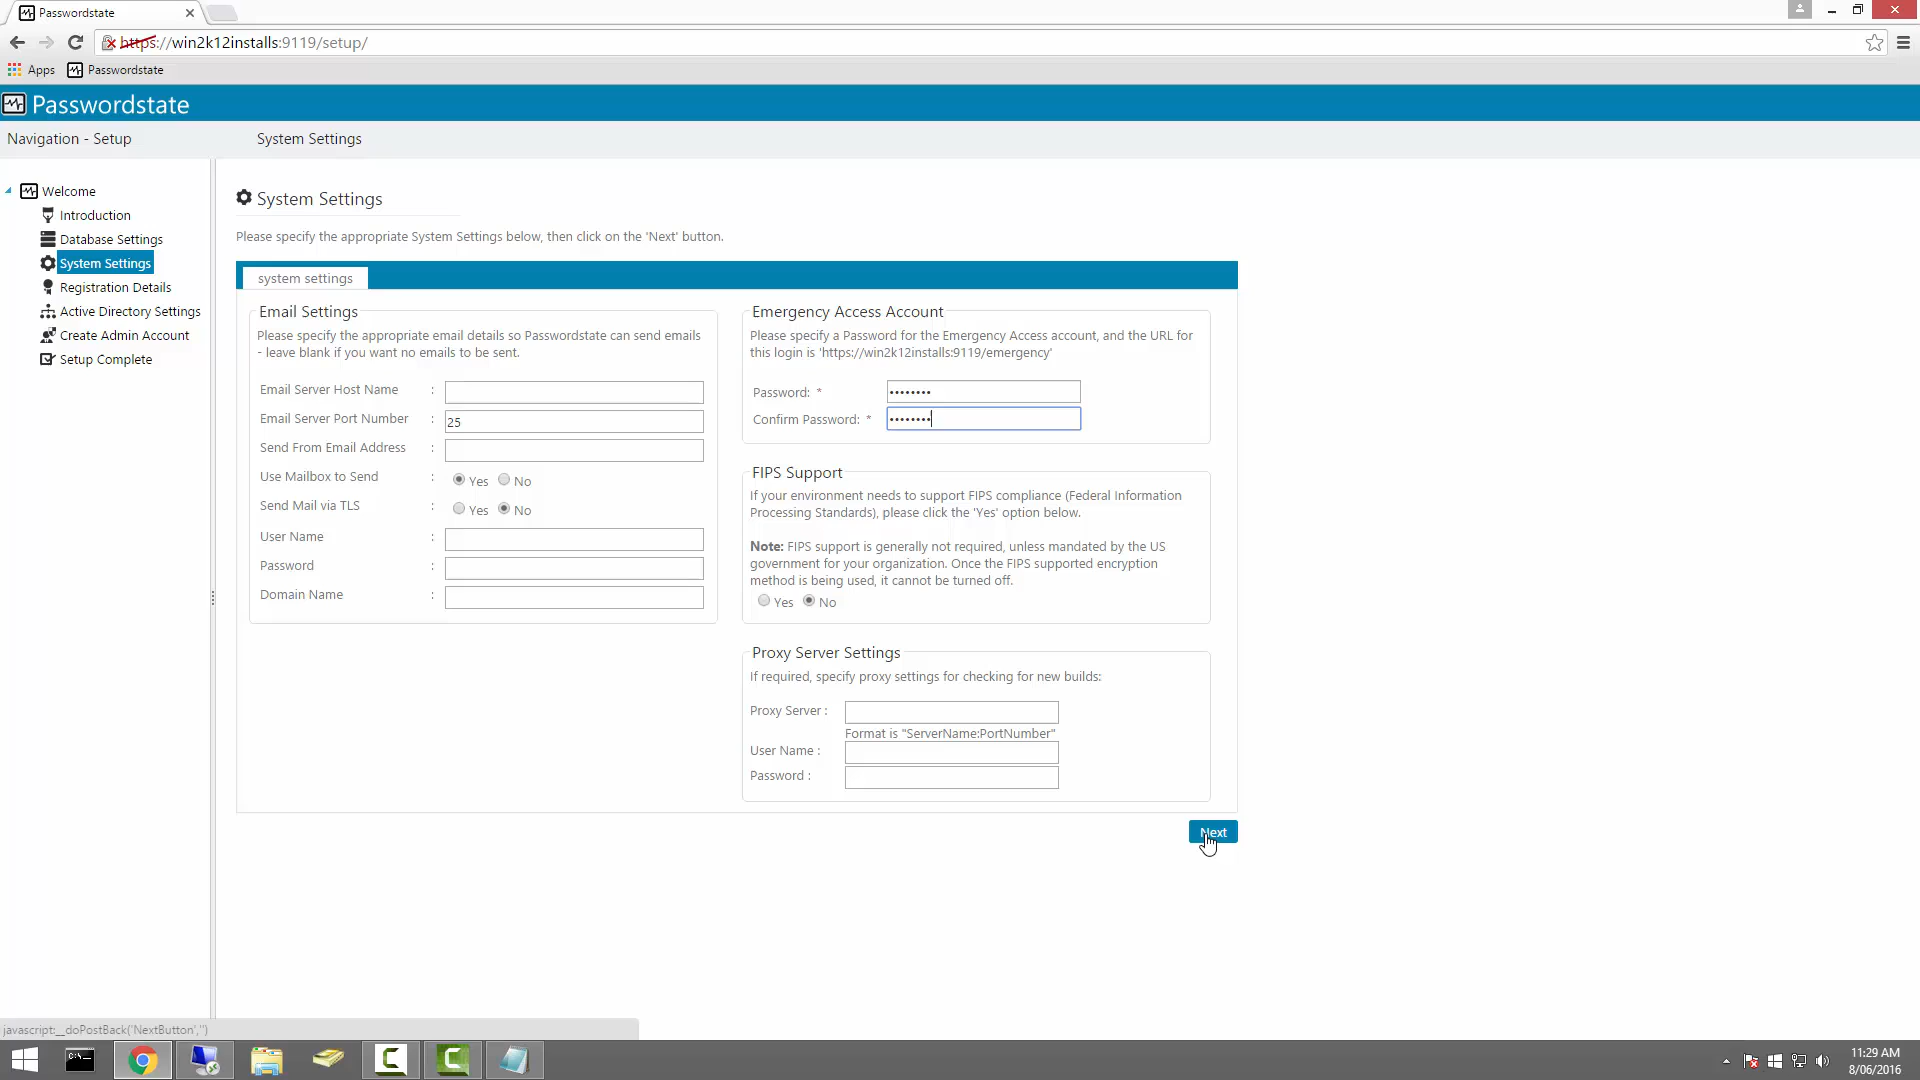 Passwordstate
https://win2k12installs:9119/setup/
Apps Passwordstate
Passwordstate
Navigation - Setup System Settings
Welcome
Introduction
Database Settings
System Settings
Registration Details
Active Directory Settings
Create Admin Account
Setup Complete
System Settings
Please specify the appropriate System Settings below, then click on the 'Next' button.
system settings
Email Settings
Please specify the appropriate email details so Passwordstate can send emails
- leave blank if you want no emails to be sent.
Email Server Host Name :
Email Server Port Number : 25
Send From Email Address :
Use Mailbox to Send : Yes No
Send Mail via TLS : Yes No
User Name :
Password :
Domain Name :
Emergency Access Account
Please specify a Password for the Emergency Access account, and the URL for
this login is 'https://win2k12installs:9119/emergency'
Password: * ••••••••
Confirm Password: * ••••••••
FIPS Support
If your environment needs to support FIPS compliance (Federal Information
Processing Standards), please click the 'Yes' option below.
Note: FIPS support is generally not required, unless mandated by the US
government for your organization. Once the FIPS supported encryption
method is being used, it cannot be turned off.
Yes No
Proxy Server Settings
If required, specify proxy settings for checking for new builds:
Proxy Server :
Format is "ServerName:PortNumber"
User Name :
Password :
Next
javascript:__doPostBack('NextButton','')
11:29 AM
8/06/2016